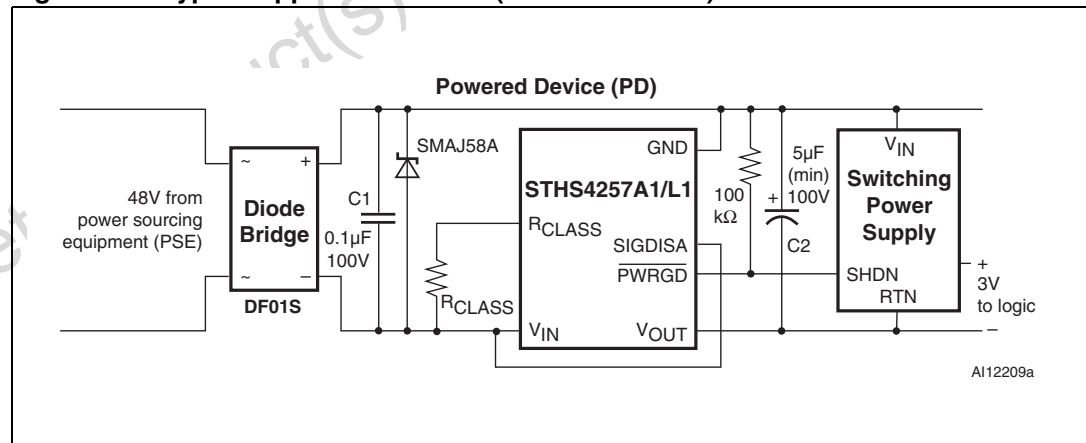 uct(s)
Powered Device (PD)
48V from
power sourcing
equipment (PSE)
~ +
Diode
Bridge
~ −
DF01S
C1
0.1µF
100V
SMAJ58A
RCLASS
STHS4257A1/L1
GND
RCLASS
SIGDISA
PWRGD
VIN
VOUT
100
kΩ
5µF
(min)
+ 100V
C2
VIN
Switching
Power
Supply
SHDN
RTN
+
3V
to logic
−
AI12209a